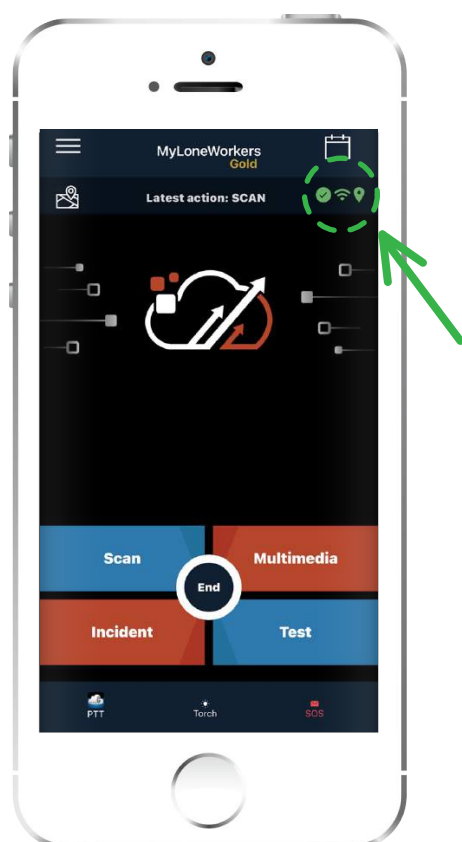 MyLoneWorkers
Gold
Latest action: SCAN
Scan
Multimedia
End
Incident
Test
PTT
Torch
SOS